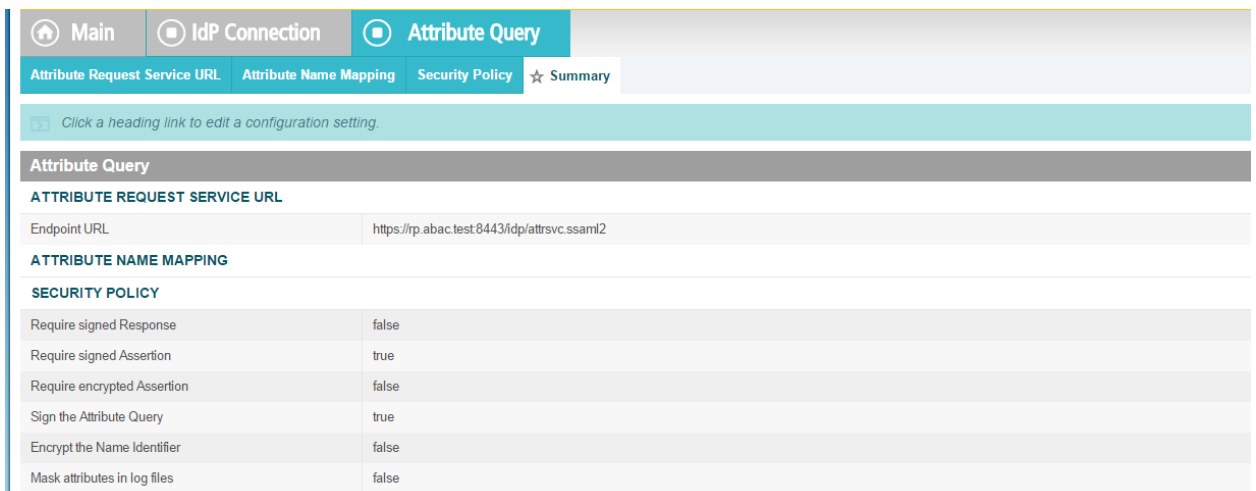 Main IdP Connection Attribute Query
Attribute Request Service URL Attribute Name Mapping Security Policy Summary
Click a heading link to edit a configuration setting.
Attribute Query
ATTRIBUTE REQUEST SERVICE URL
Endpoint URL https://rp.abac.test:8443/idp/attrsvc.ssaml2
ATTRIBUTE NAME MAPPING
SECURITY POLICY
Require signed Response false
Require signed Assertion true
Require encrypted Assertion false
Sign the Attribute Query true
Encrypt the Name Identifier false
Mask attributes in log files false